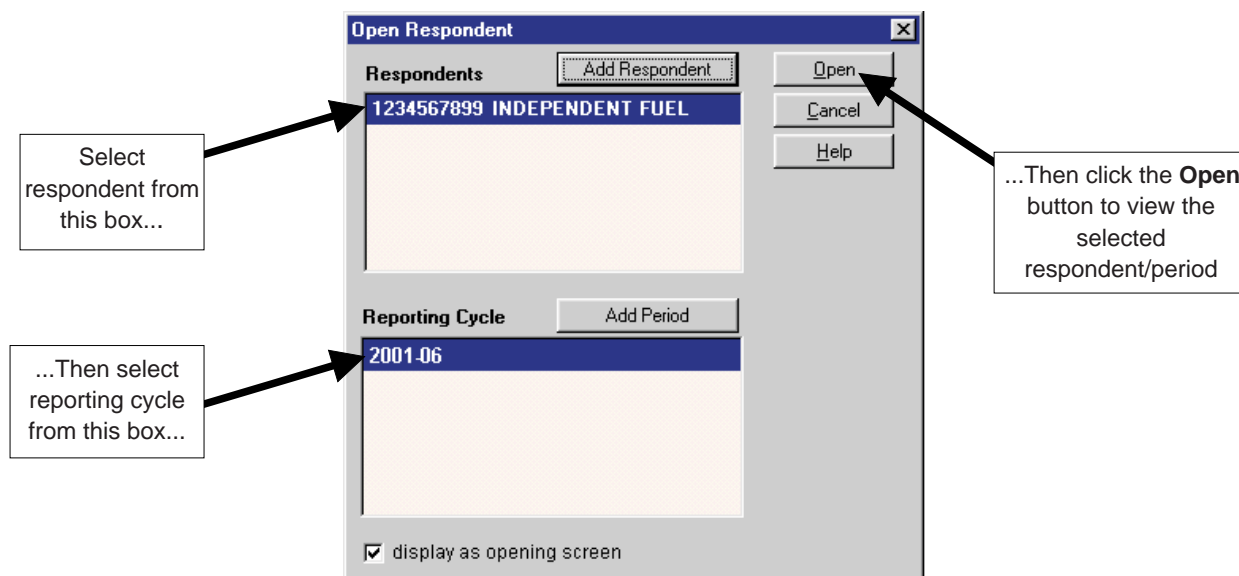 Open Respondent
Respondents
Add Respondent
Open
1234567899 INDEPENDENT FUEL
Cancel
Help
Select
respondent from
this box...
...Then click the Open
button to view the
selected
respondent/period
Reporting Cycle
Add Period
2001-06
...Then select
reporting cycle
from this box...
display as opening screen